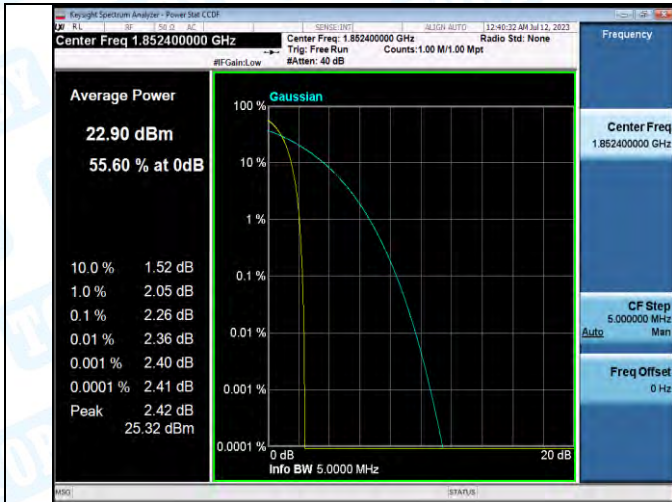 Keysight Spectrum Analyzer - Power Stat CCDF
RL RF 50 Ω AC SENSE:INT ALIGN AUTO 12:40:32 AM Jul 12, 2023
Center Freq 1.852400000 GHz
Center Freq: 1.852400000 GHz Radio Std: None
Trig: Free Run Counts:1.00 M/1.00 Mpt
#IFGain:Low #Atten: 40 dB
Frequency
Average Power
22.90 dBm
55.60 % at 0dB
10.0 % 1.52 dB
1.0 % 2.05 dB
0.1 % 2.26 dB
0.01 % 2.36 dB
0.001 % 2.40 dB
0.0001 % 2.41 dB
Peak 2.42 dB
25.32 dBm
Gaussian
100 %
10 %
1 %
0.1 %
0.01 %
0.001 %
0.0001 %
0 dB 20 dB
Info BW 5.0000 MHz
Center Freq
1.852400000 GHz
CF Step
5.000000 MHz
Auto Man
Freq Offset
0 Hz
MSG STATUS